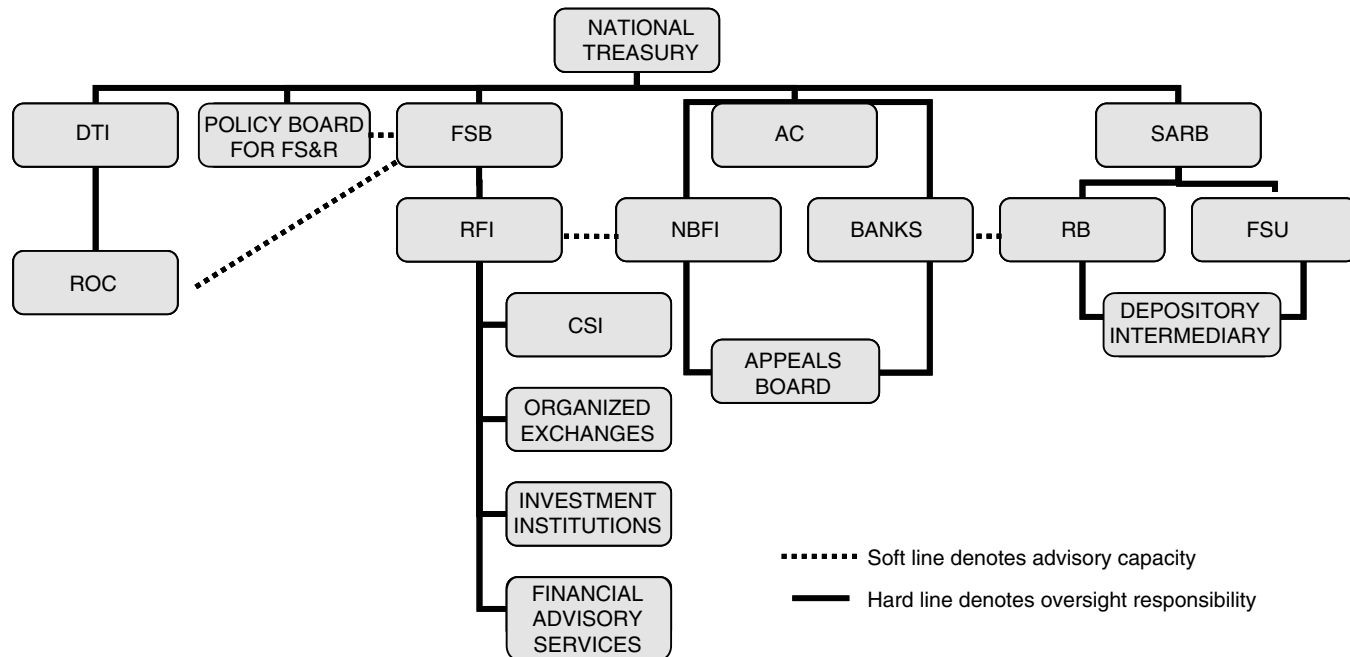 NATIONAL
TREASURY
DTI
POLICY BOARD
FOR FS&R
FSB
AC
SARB
RFI
NBFI
BANKS
RB
FSU
ROC
CSI
DEPOSITORY
INTERMEDIARY
APPEALS
BOARD
ORGANIZED
EXCHANGES
INVESTMENT
INSTITUTIONS
FINANCIAL
ADVISORY
SERVICES
Soft line denotes advisory capacity
Hard line denotes oversight responsibility